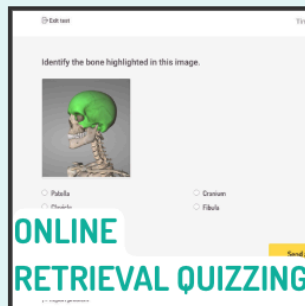 Exit test
Identify the bone highlighted in this image.
Patella
Cranium
Clavicle
Fibula
ONLINE
RETRIEVAL QUIZZING